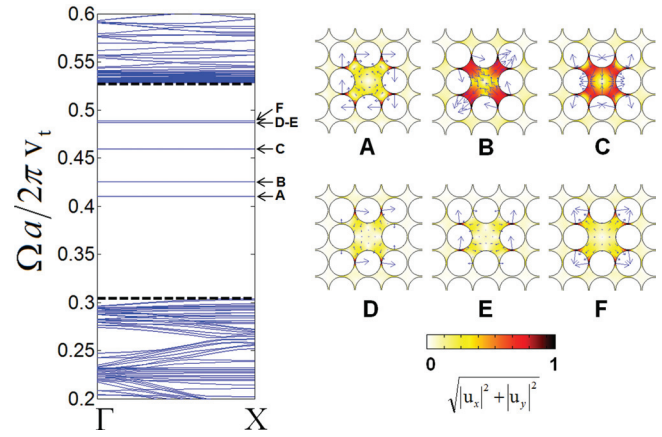 0.6
0.55
0.5
0.45
0.4
0.35
0.3
0.25
0.2
Ωa/2π v_t
Γ X
F
D-E
C
B
A
A B C
D E F
0 1
√|u_x|²+|u_y|²